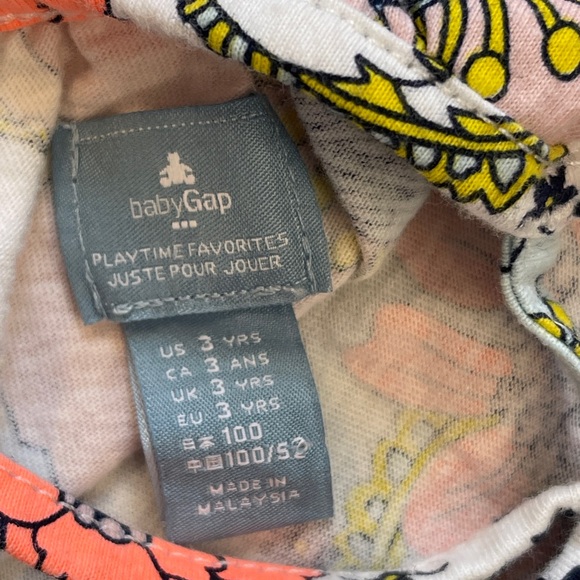 babyGap
PLAYTIME FAVORITES
JUSTE POUR JOUER
US 3 YRS
CA 3 ANS
UK 3 YRS
EU 3 YRS
日本 100
中国 100/52
MADE IN
MALAYSIA